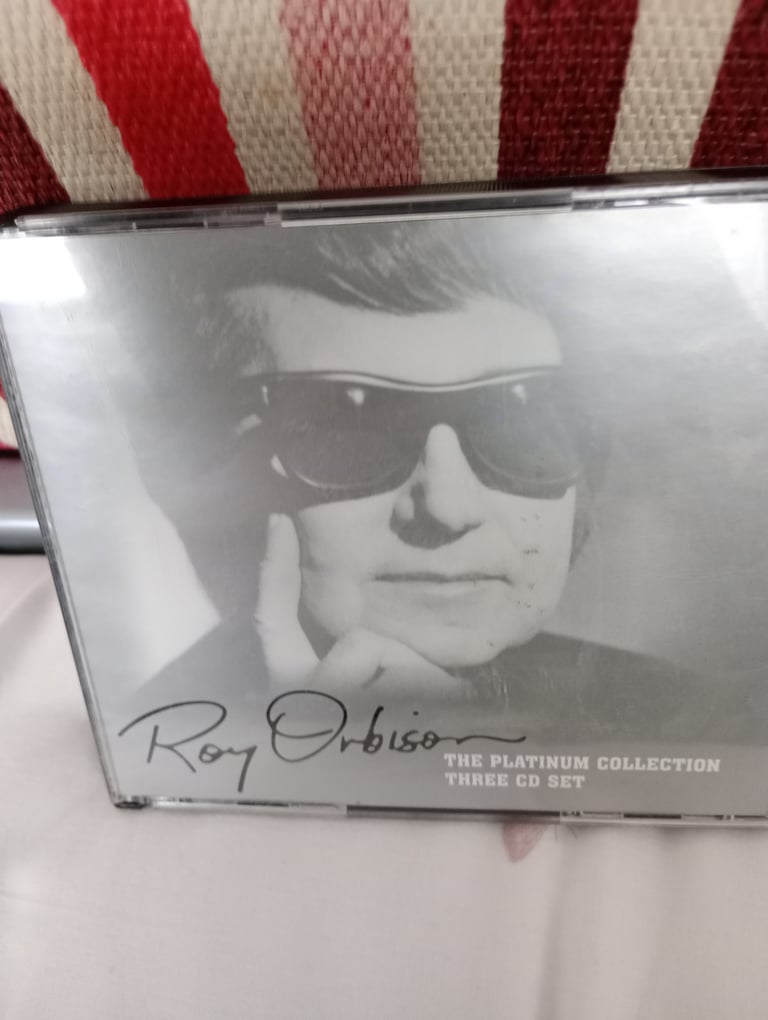 Roy Orbison
THE PLATINUM COLLECTION
THREE CD SET